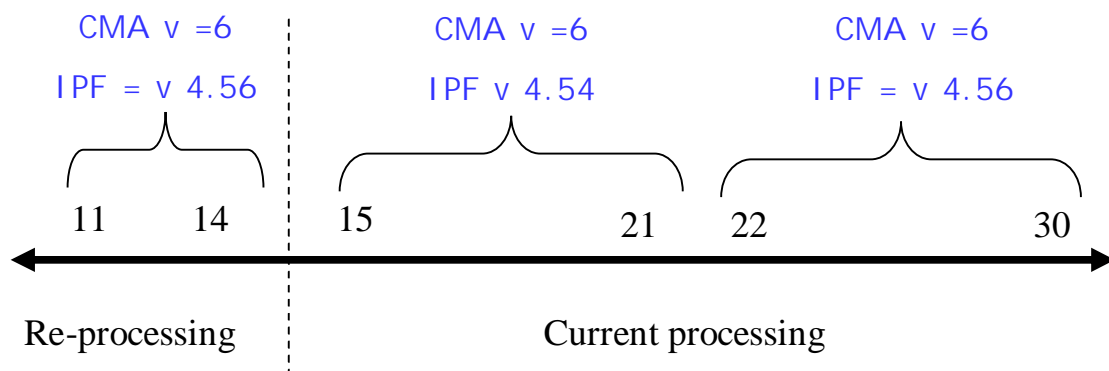 CMA v =6
IPF = v 4.56
CMA v =6
IPF v 4.54
CMA v =6
IPF = v 4.56
11 14
15 21
22 30
Re-processing
Current processing